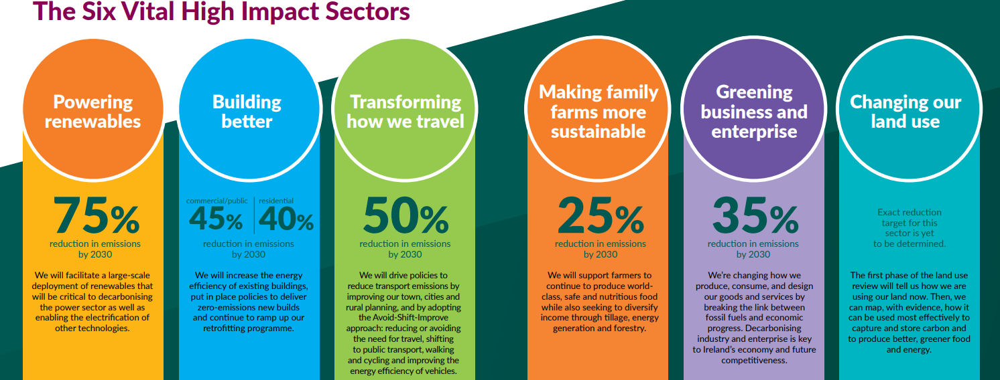 The Six Vital High Impact Sectors
Powering
renewables
75%
reduction in emissions
by 2030
We will facilitate a large-scale
deployment of renewables that
will be critical to decarbonising
the power sector as well as
enabling the electrification of
other technologies.
Building
better
commercial/public
45%
residential
40%
reduction in emissions
by 2030
We will increase the energy
efficiency of existing buildings,
put in place policies to deliver
zero-emissions new builds
and continue to ramp up our
retrofitting programme.
Transforming
how we travel
50%
reduction in emissions
by 2030
We will drive policies to
reduce transport emissions by
improving our town, cities and
rural planning, and by adopting
the Avoid-Shift-Improve
approach: reducing or avoiding
the need for travel, shifting
to public transport, walking
and cycling and improving the
energy efficiency of vehicles.
Making family
farms more
sustainable
25%
reduction in emissions
by 2030
We will support farmers to
continue to produce world-
class, safe and nutritious food
while also seeking to diversify
income through tillage, energy
generation and forestry.
Greening
business and
enterprise
35%
reduction in emissions
by 2030
We're changing how we
produce, consume, and design
our goods and services by
breaking the link between
fossil fuels and economic
progress. Decarbonising
industry and enterprise is key
to Ireland's economy and future
competitiveness.
Changing our
land use
Exact reduction
target for this
sector is yet
to be determined.
The first phase of the land use
review will tell us how we are
using our land now. Then, we
can map, with evidence, how it
can be used most effectively to
capture and store carbon and
to produce better, greener food
and energy.